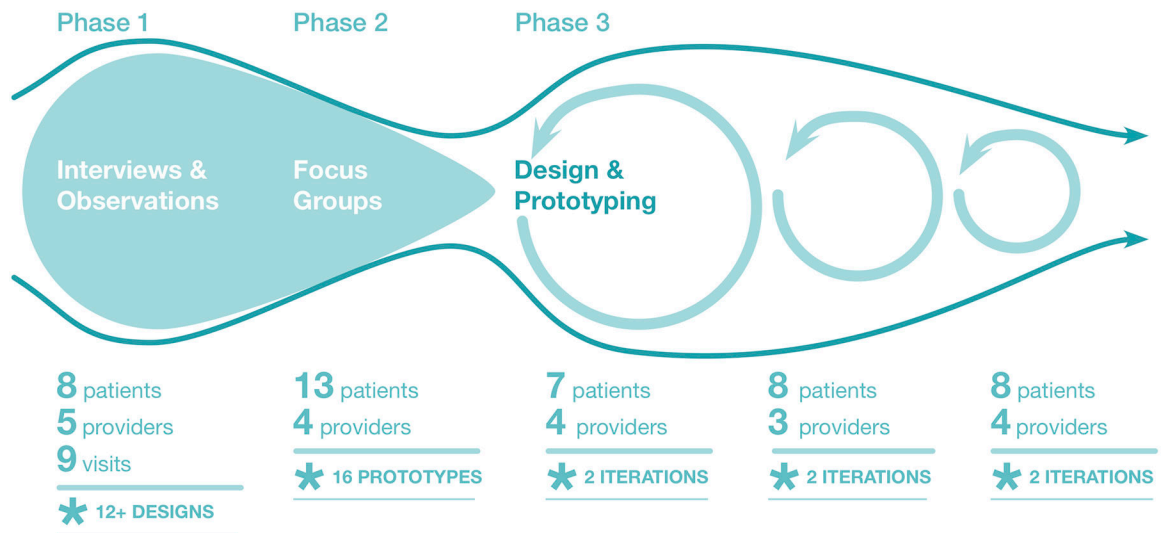 Phase 1
Phase 2
Phase 3
Interviews &
Observations
Focus
Groups
Design &
Prototyping
8 patients
5 providers
9 visits
12+ DESIGNS
13 patients
4 providers
16 PROTOTYPES
7 patients
4 providers
2 ITERATIONS
8 patients
3 providers
2 ITERATIONS
8 patients
4 providers
2 ITERATIONS